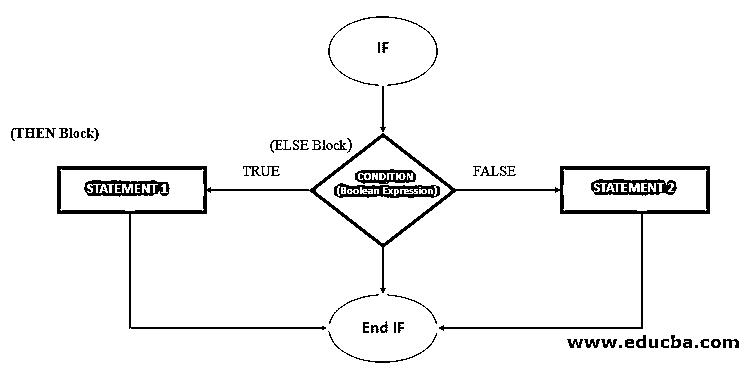 IF
(THEN Block)
(ELSE Block)
TRUE
CONDITION
(Boolean Expression)
FALSE
STATEMENT 1
STATEMENT 2
End IF
www.educba.com